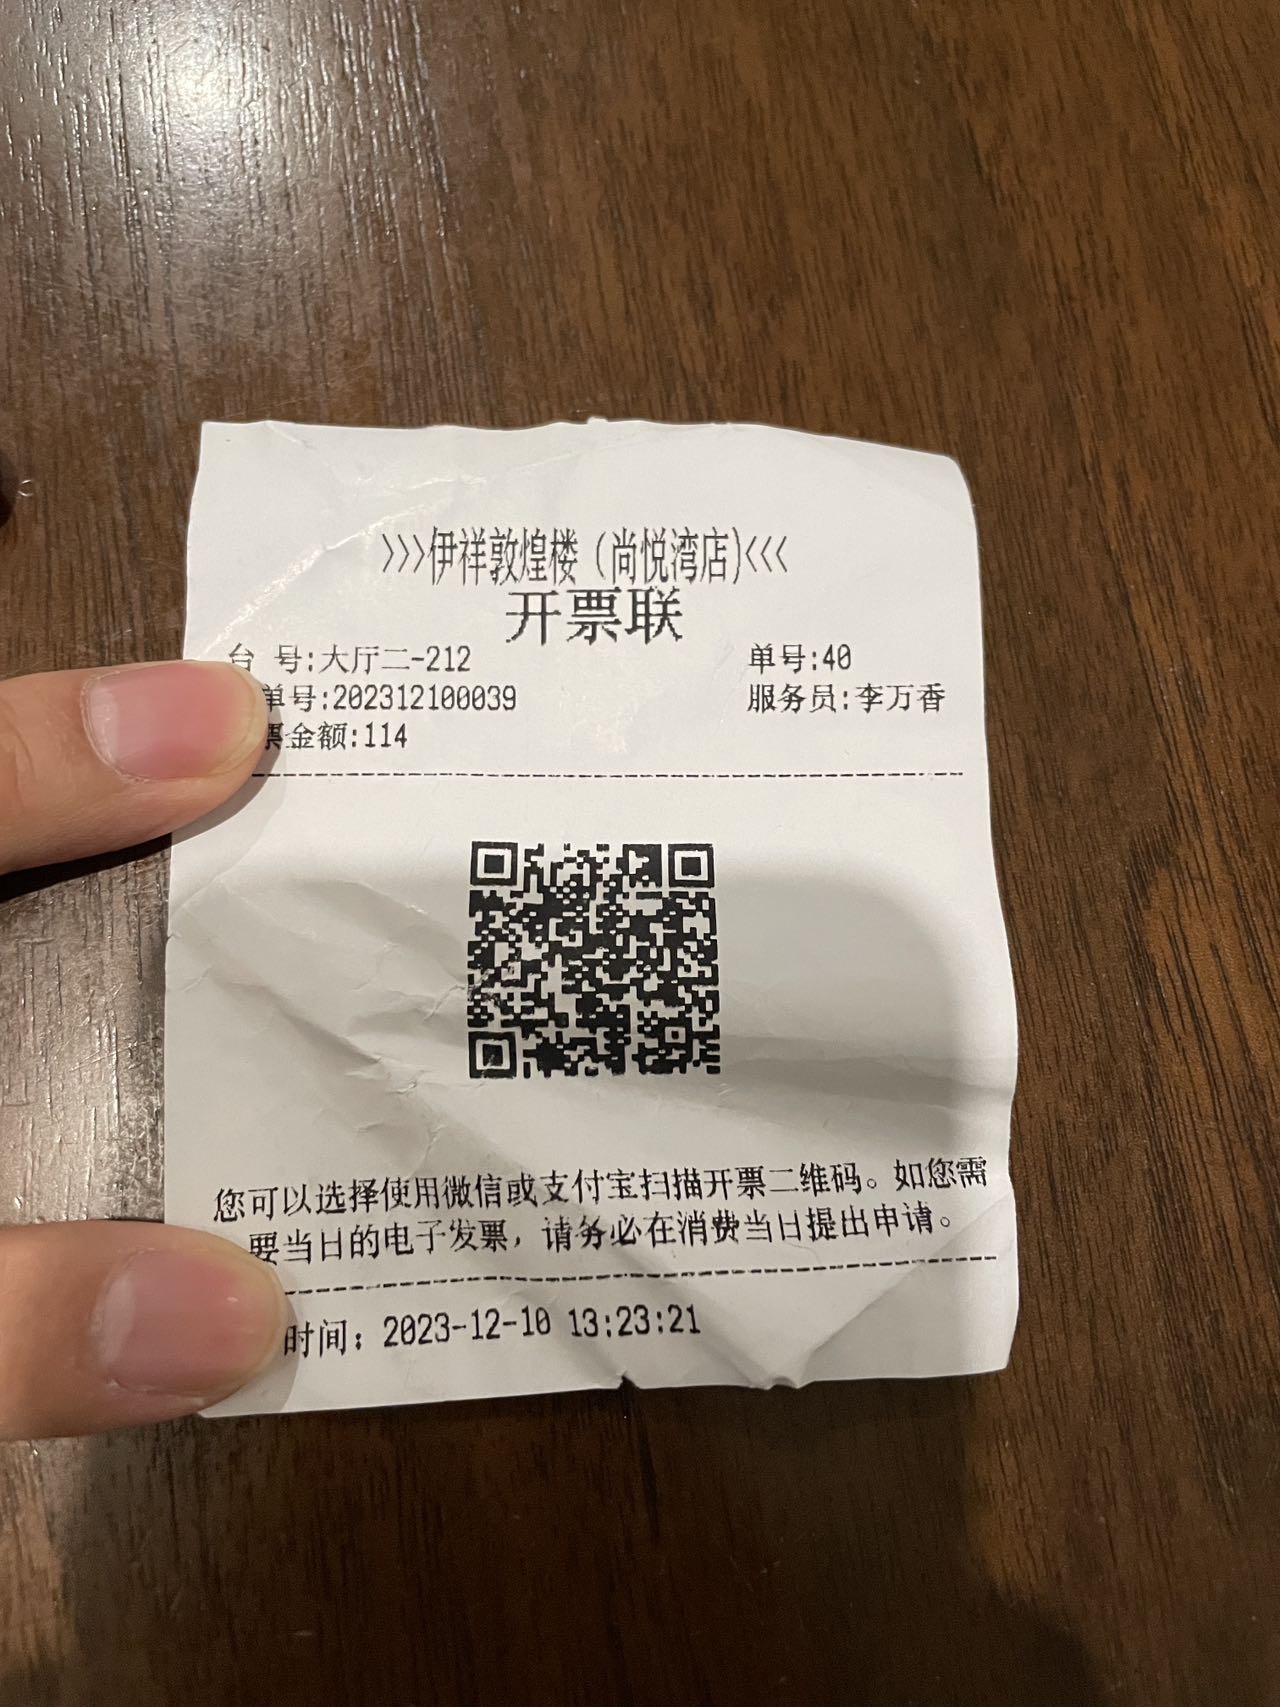 >>>伊祥敦煌楼（尚悦湾店)<<<
开票联
台 号:大厅二-212 单号:40
单号:202312100039 服务员:李万香
票金额:114
您可以选择使用微信或支付宝扫描开票二维码。如您需
要当日的电子发票，请务必在消费当日提出申请。
时间：2023-12-10 13:23:21